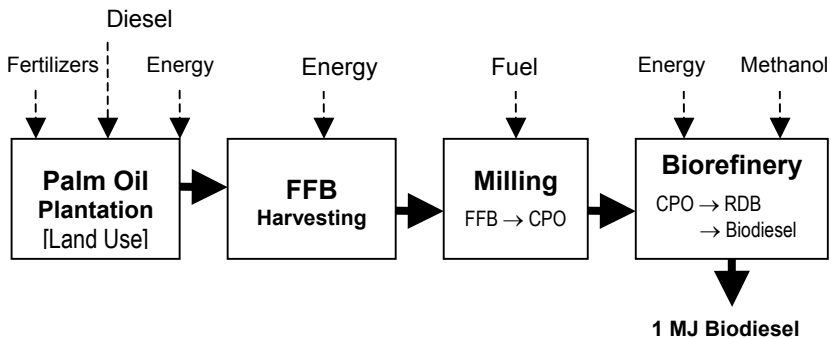 Diesel
Fertilizers
Energy
Energy
Fuel
Energy
Methanol
Palm Oil
Plantation
[Land Use]
FFB
Harvesting
Milling
FFB → CPO
Biorefinery
CPO → RDB
→ Biodiesel
1 MJ Biodiesel